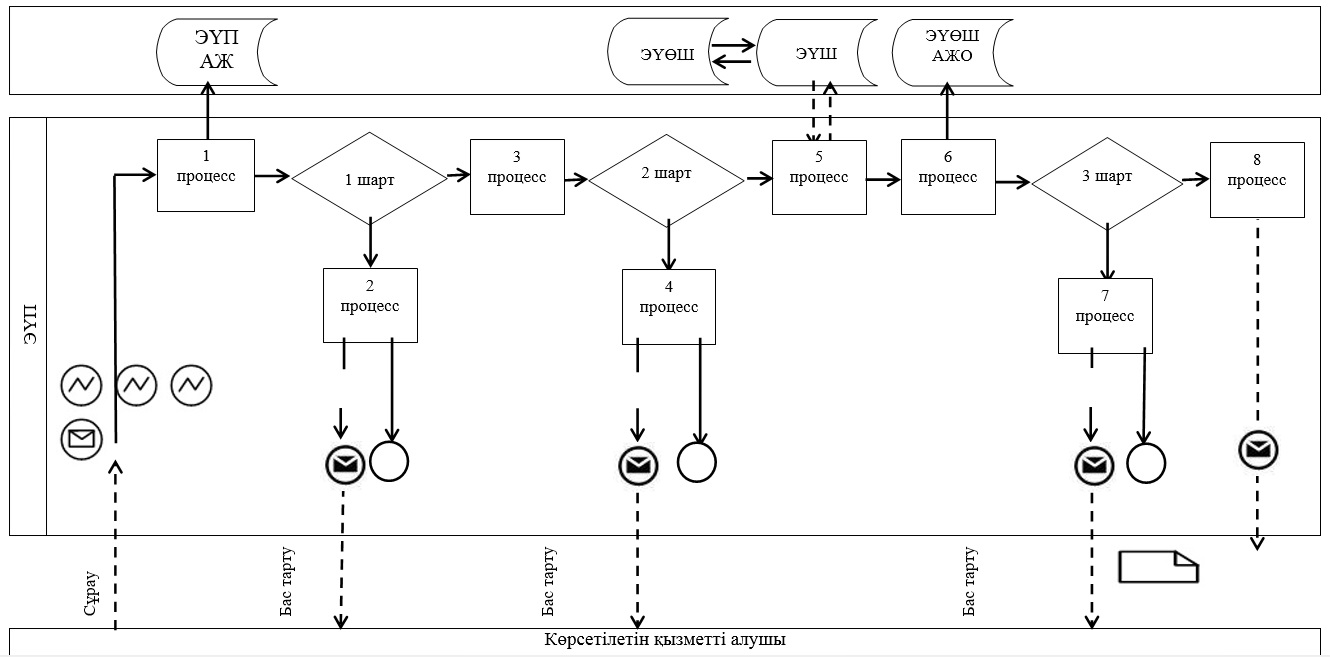 ЭҮП
АЖ
ЭҮӨШ
ЭҮШ
ЭҮӨШ
АЖО
1
процесс
1 шарт
3
процесс
2 шарт
5
процесс
6
процесс
3 шарт
8
процесс
2
процесс
4
процесс
7
процесс
ЭҮП
Сұрау
Бас тарту
Бас тарту
Бас тарту
Көрсетілетін қызметті алушы